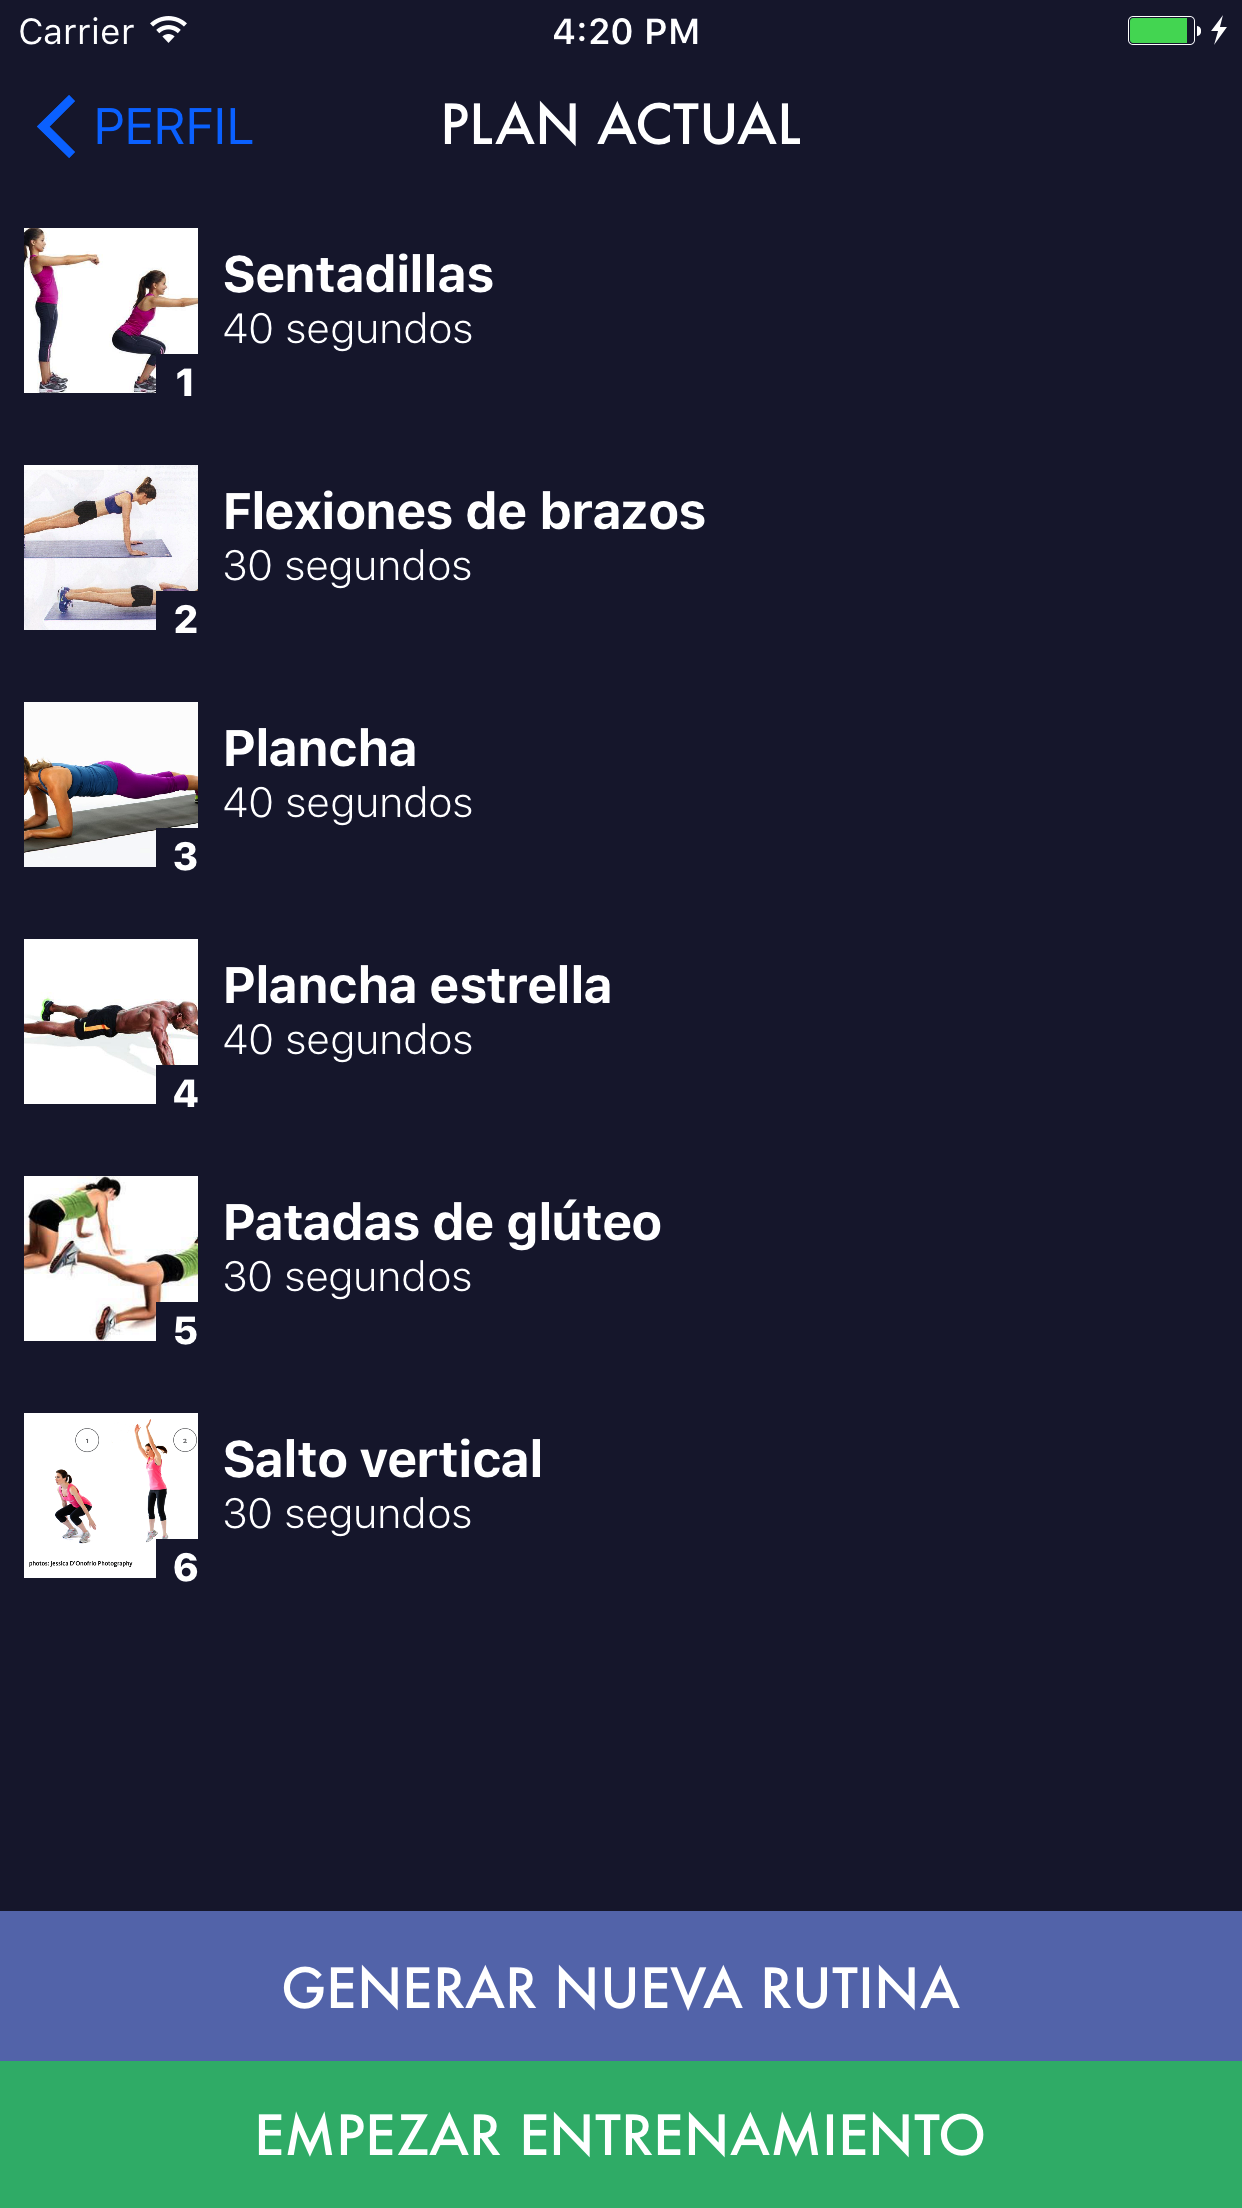 Carrier 4:20 PM
PERFIL PLAN ACTUAL
Sentadillas
40 segundos
1
Flexiones de brazos
30 segundos
2
Plancha
40 segundos
3
Plancha estrella
40 segundos
4
Patadas de glúteo
30 segundos
5
1 2
Salto vertical
30 segundos
photos: Jessica D'Onofrio Photography
6
GENERAR NUEVA RUTINA
EMPEZAR ENTRENAMIENTO